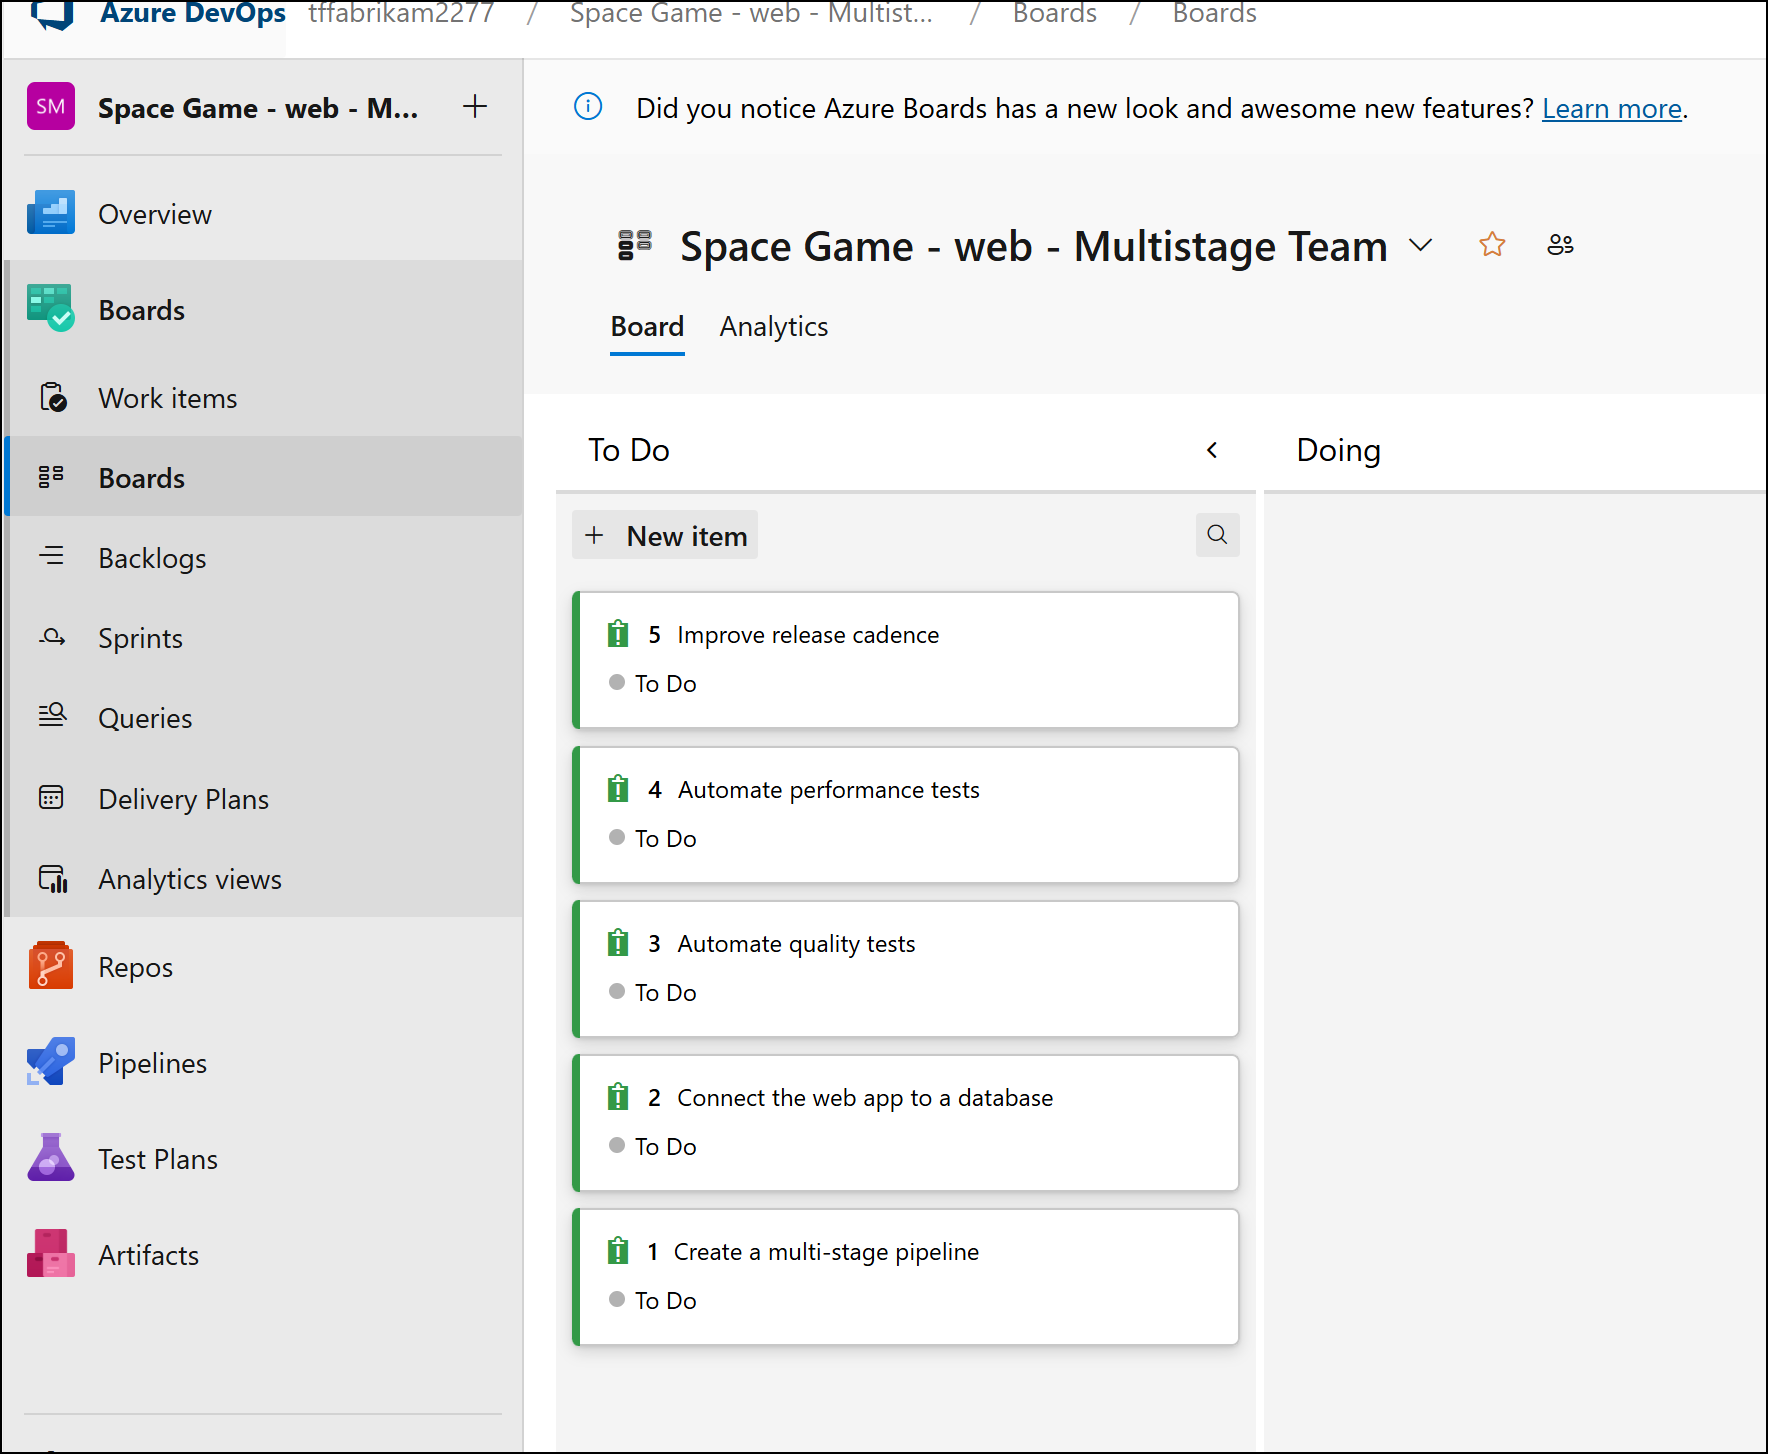 Azure DevOps tffabrikam2277 / Space Game - web - Multist... / Boards / Boards
SM Space Game - web - M... +
Overview
Boards
Work items
Boards
Backlogs
Sprints
Queries
Delivery Plans
Analytics views
Repos
Pipelines
Test Plans
Artifacts
Did you notice Azure Boards has a new look and awesome new features? Learn more.
Space Game - web - Multistage Team
Board Analytics
To Do
Doing
+ New item
5 Improve release cadence
To Do
4 Automate performance tests
To Do
3 Automate quality tests
To Do
2 Connect the web app to a database
To Do
1 Create a multi-stage pipeline
To Do